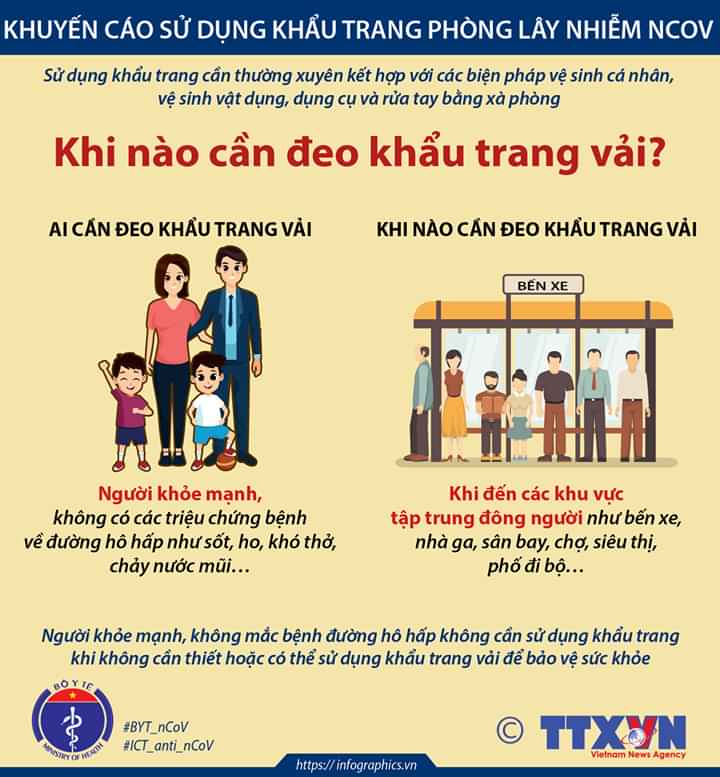 KHUYẾN CÁO SỬ DỤNG KHẨU TRANG PHÒNG LÂY NHIỄM NCOV
Sử dụng khẩu trang cần thường xuyên kết hợp với các biện pháp vệ sinh cá nhân,
vệ sinh vật dụng, dụng cụ và rửa tay bằng xà phòng
Khi nào cần đeo khẩu trang vải?
AI CẦN ĐEO KHẨU TRANG VẢI
KHI NÀO CẦN ĐEO KHẨU TRANG VẢI
BẾN XE
Người khỏe mạnh,
không có các triệu chứng bệnh
về đường hô hấp như sốt, ho, khó thở,
chảy nước mũi...
Khi đến các khu vực
tập trung đông người như bến xe,
nhà ga, sân bay, chợ, siêu thị,
phố đi bộ...
Người khỏe mạnh, không mắc bệnh đường hô hấp không cần sử dụng khẩu trang
khi không cần thiết hoặc có thể sử dụng khẩu trang vải để bảo vệ sức khỏe
BỘ Y TẾ
MINISTRY OF HEALTH
#BYT_nCoV
#ICT_anti_nCoV
© TTXVN
Vietnam News Agency
https:// infographics.vn